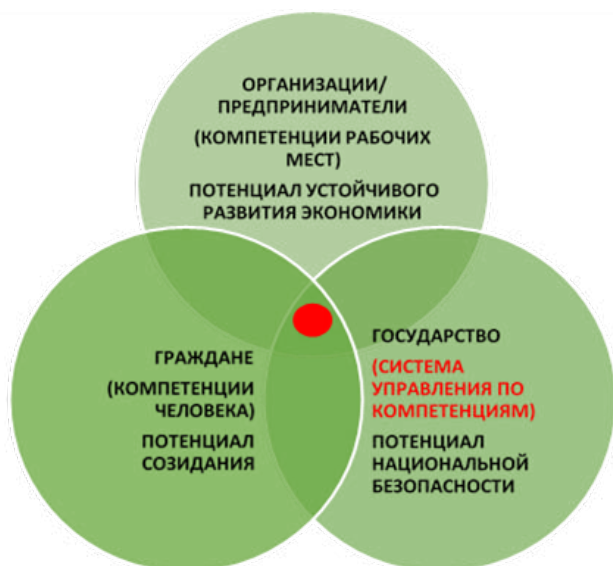 ОРГАНИЗАЦИИ/
ПРЕДПРИНИМАТЕЛИ
(КОМПЕТЕНЦИИ РАБОЧИХ
МЕСТ)
ПОТЕНЦИАЛ УСТОЙЧИВОГО
РАЗВИТИЯ ЭКОНОМИКИ
ГРАЖДАНЕ
(КОМПЕТЕНЦИИ
ЧЕЛОВЕКА)
ПОТЕНЦИАЛ
СОЗИДАНИЯ
ГОСУДАРСТВО
(СИСТЕМА
УПРАВЛЕНИЯ ПО
КОМПЕТЕНЦИЯМ)
ПОТЕНЦИАЛ
НАЦИОНАЛЬНОЙ
БЕЗОПАСНОСТИ